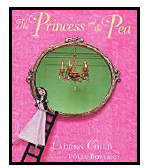 The Princess and the Pea
LAUREN CHILD
POLLY BORLAND